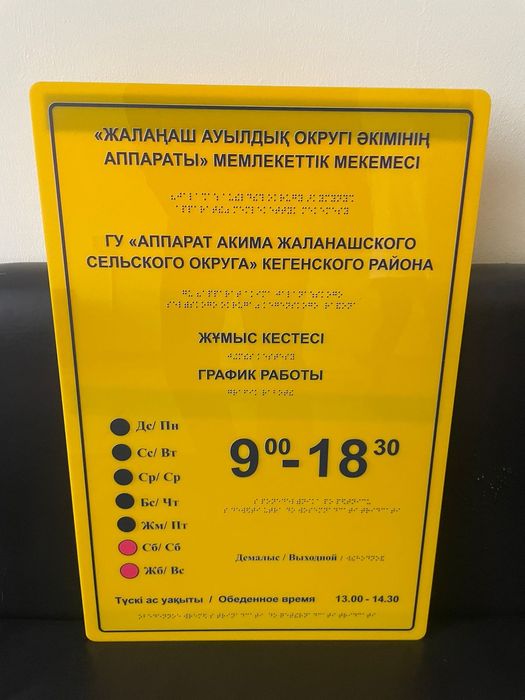 «ЖАЛАҢАШ АУЫЛДЫҚ ОКРУГІ ӘКІМІНІҢ
АППАРАТЫ» МЕМЛЕКЕТТІК МЕКЕМЕСІ
ГУ «АППАРАТ АКИМА ЖАЛАНАШСКОГО
СЕЛЬСКОГО ОКРУГА» КЕГЕНСКОГО РАЙОНА
ЖҰМЫС КЕСТЕСІ
ГРАФИК РАБОТЫ
Дс/ Пн
Сс/ Вт
Ср/ Ср
Бс/ Чт
Жм/ Пт
Сб/ Сб
Жб/ Вс
9⁰⁰-18³⁰
Демалыс / Выходной /
Түскі ас уақыты / Обеденное время 13.00 - 14.30